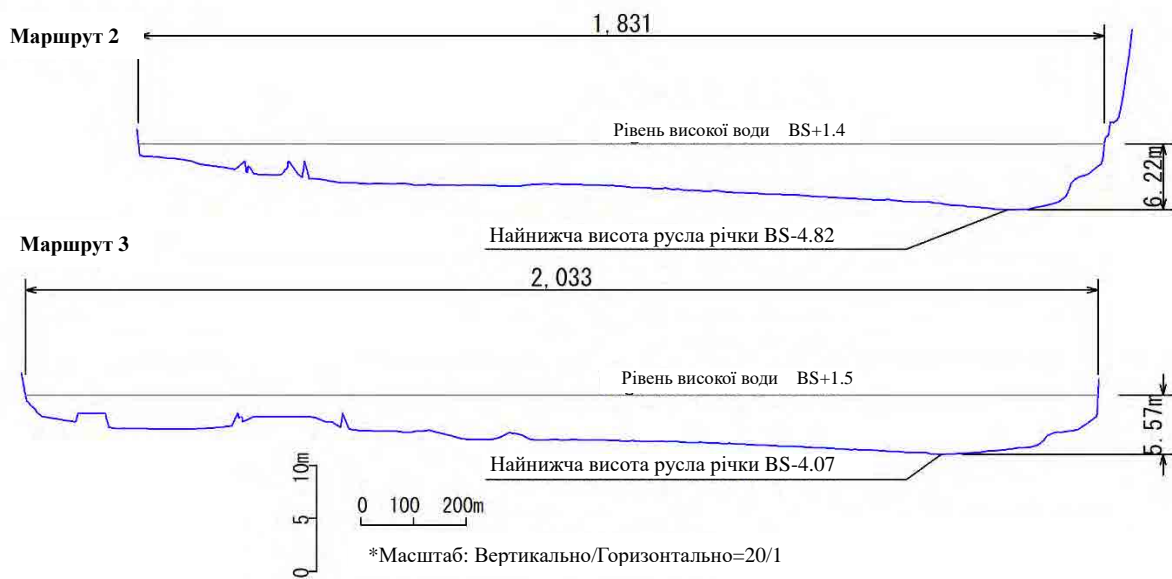 Маршрут 2
1,831
Рівень високої води BS+1.4
6.22m
Найнижча висота русла річки BS-4.82
Маршрут 3
2,033
Рівень високої води BS+1.5
5.57m
Найнижча висота русла річки BS-4.07
10m
5
0
0 100 200m
*Масштаб: Вертикально/Горизонтально=20/1